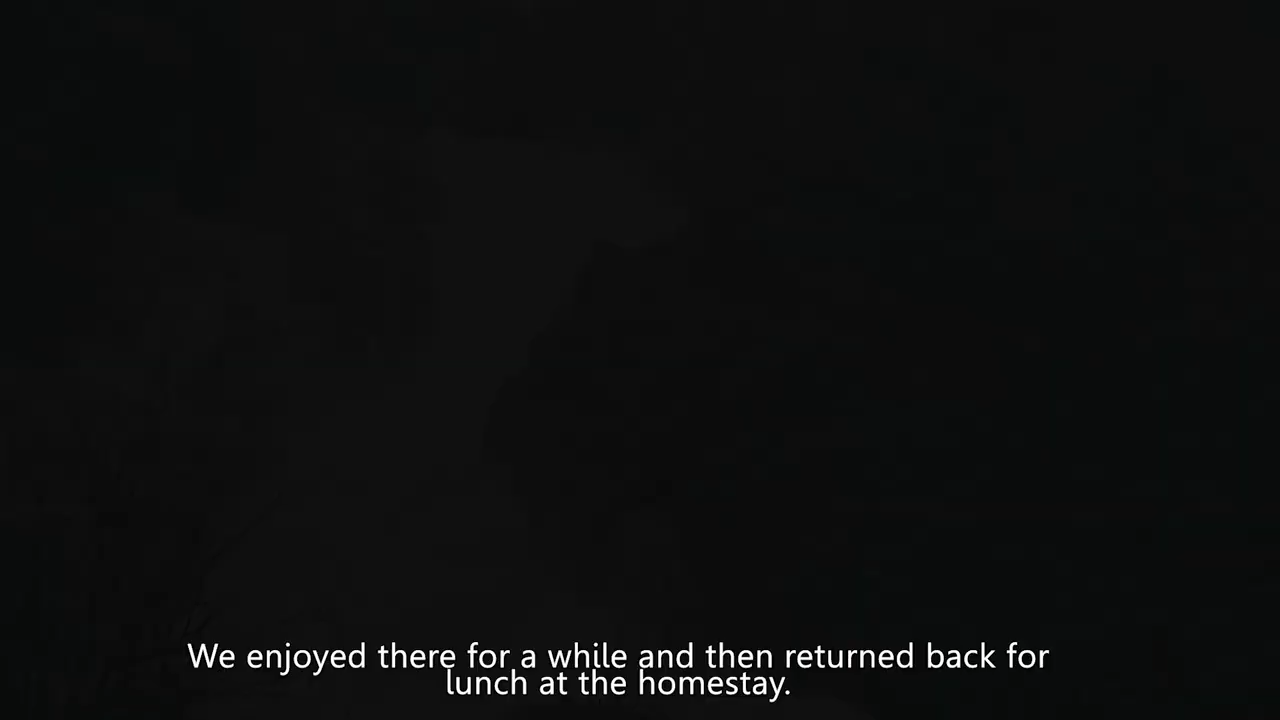 We enjoyed there for a while and then returned back for
lunch at the homestay.